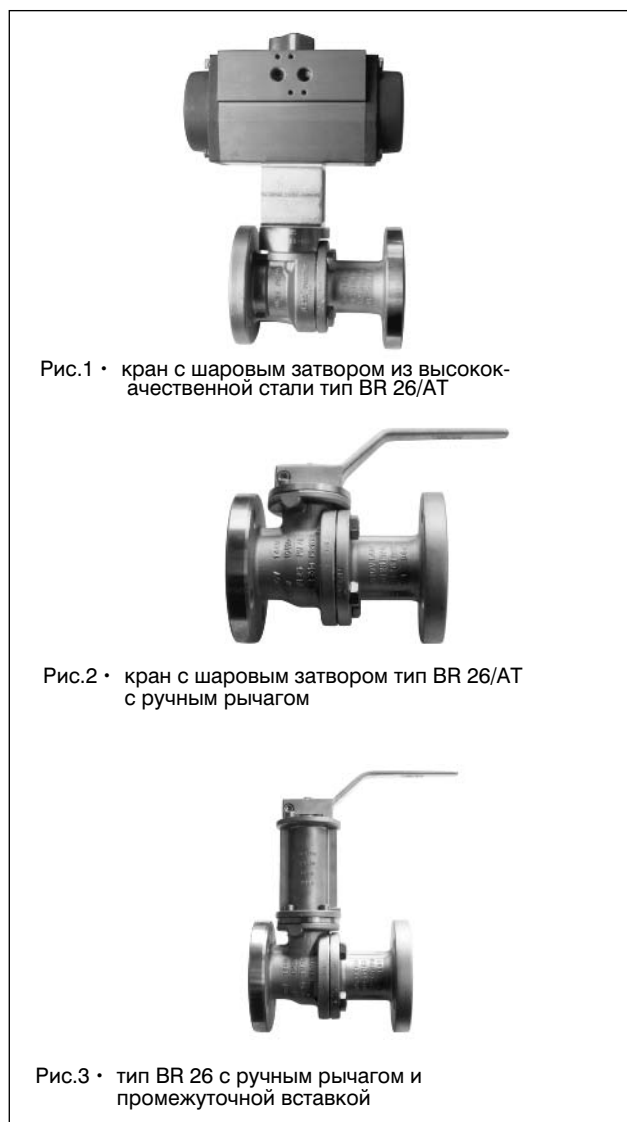 Рис.1 • кран с шаровым затвором из высокок-
ачественной стали тип BR 26/AT
Рис.2 • кран с шаровым затвором тип BR 26/AT
с ручным рычагом
Рис.3 • тип BR 26 с ручным рычагом и
промежуточной вставкой